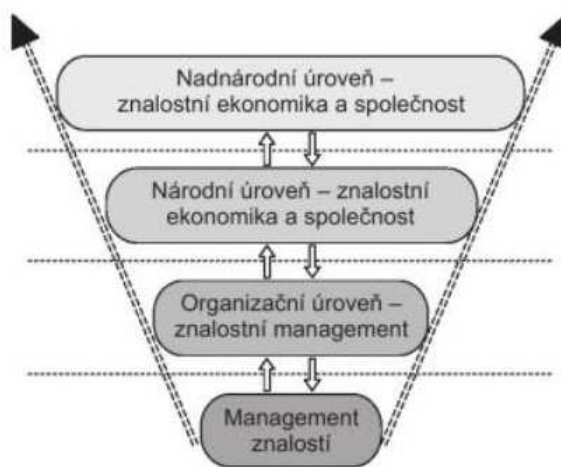 Nadnárodní úroveň –
znalostní ekonomika a společnost
Národní úroveň – znalostní
ekonomika a společnost
Organizační úroveň –
znalostní management
Management
znalostí